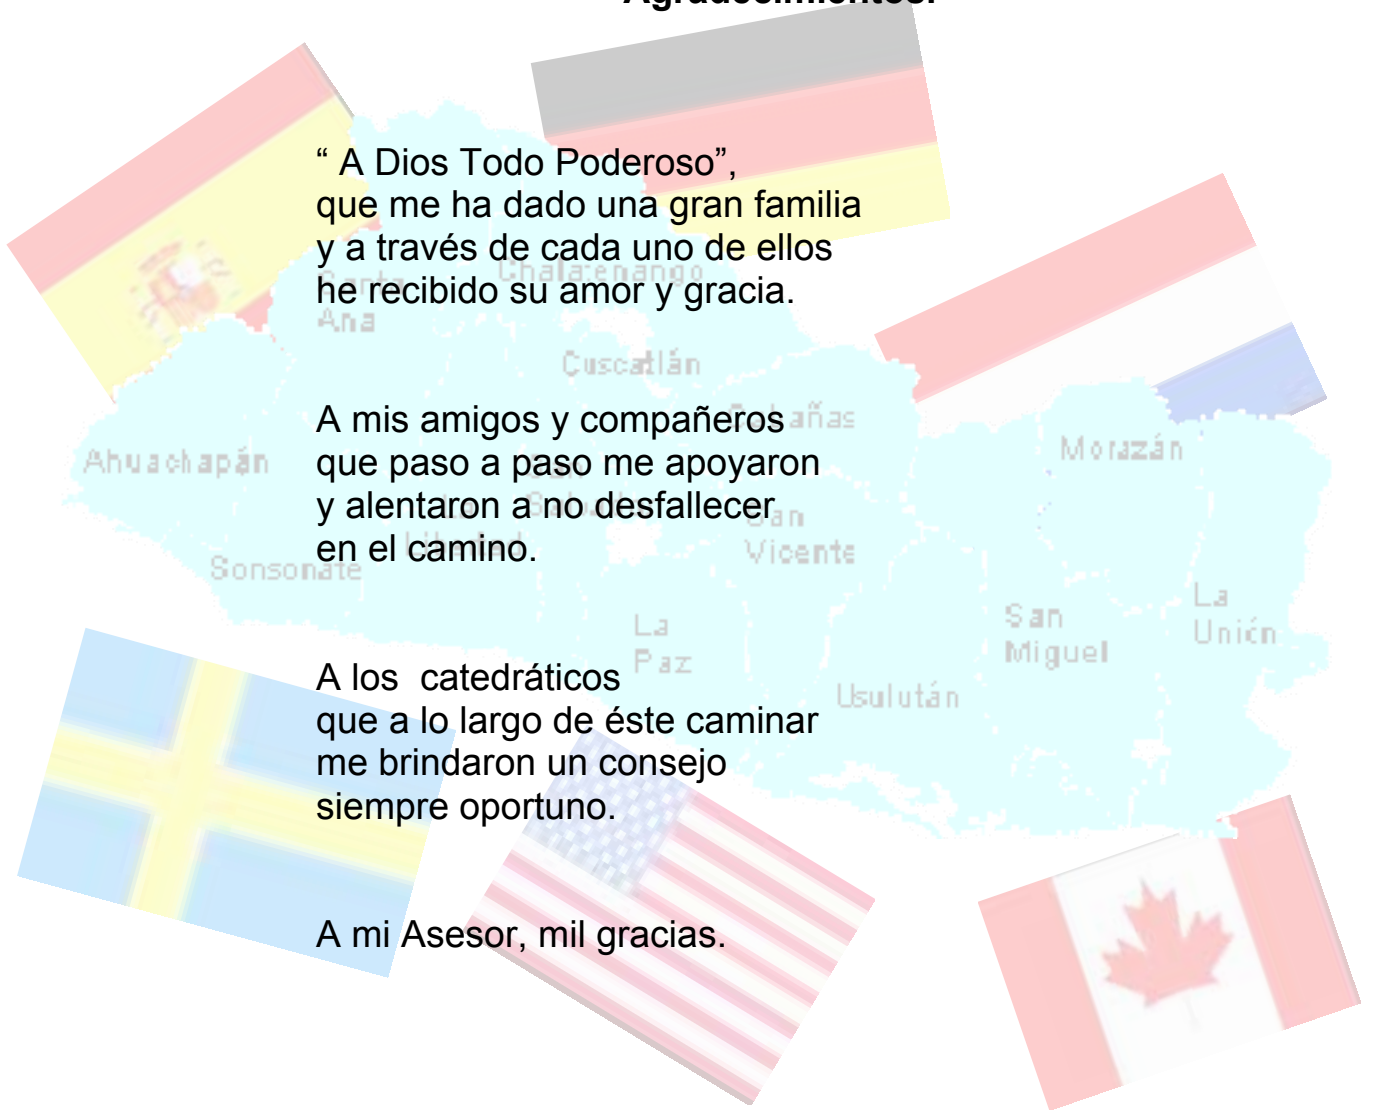 Agradecimientos.
“ A Dios Todo Poderoso”,
que me ha dado una gran familia
y a través de cada uno de ellos
he recibido su amor y gracia.
A mis amigos y compañeros
que paso a paso me apoyaron
y alentaron a no desfallecer
en el camino.
A los  catedráticos
que a lo largo de éste caminar
me brindaron un consejo
siempre oportuno.
A mi Asesor, mil gracias.
Chalatenango
Santa
Ana
Cuscatlán
Cabañas
Morazán
Ahuachapán
San
Vicente
Sonsonate
La
Libertad
La
Paz
San
Miguel
La
Unión
Usulután